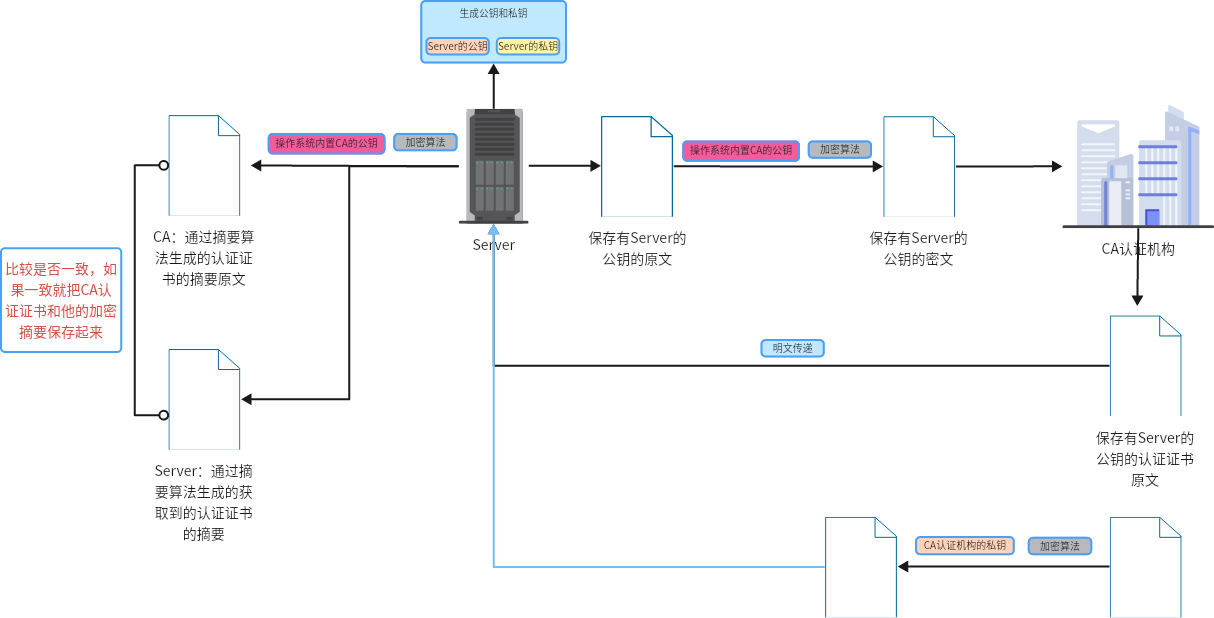 生成公钥和私钥
Server的公钥
Server的私钥
操作系统内置CA的公钥
加密算法
操作系统内置CA的公钥
加密算法
CA：通过摘要算
法生成的认证证
书的摘要原文
Server
保存有Server的
公钥的原文
保存有Server的
公钥的密文
CA认证机构
比较是否一致，如
果一致就把CA认
证证书和他的加密
摘要保存起来
明文传递
保存有Server的
公钥的认证证书
原文
Server：通过摘
要算法生成的获
取到的认证证书
的摘要
CA认证机构的私钥
加密算法